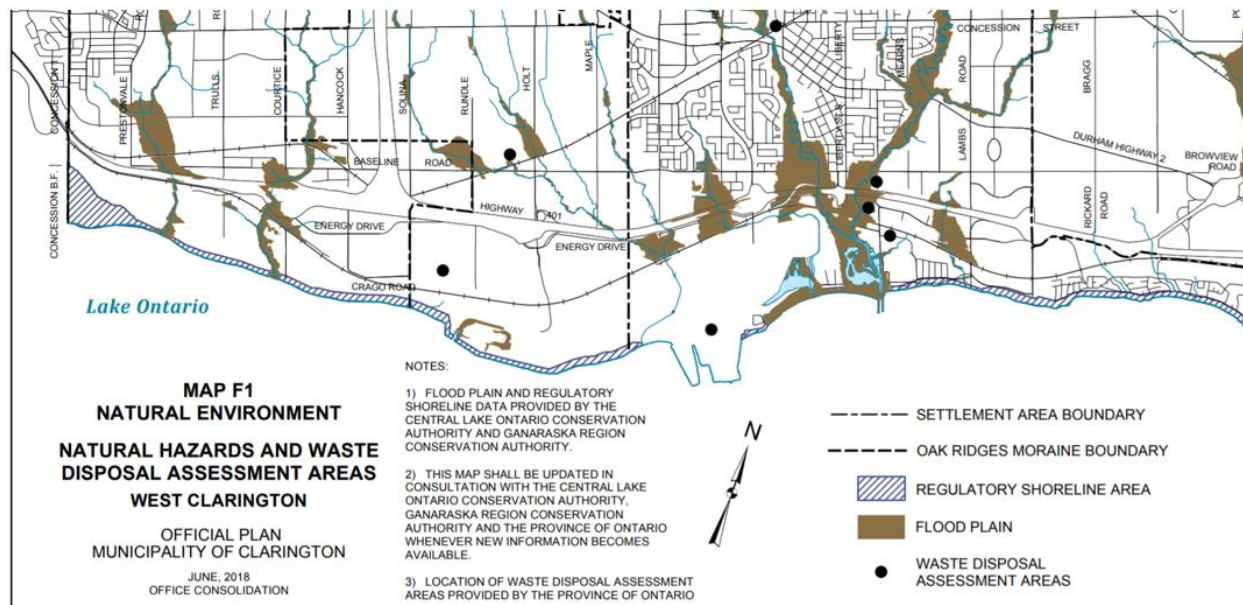 CONCESSION
STREET
CONCESSION 1
PRESTONVALE
TRULLS
COURTICE
HANCOCK
SOLINA
RUNDLE
HOLT
MAPLE
LIBERTY
MEARNS
ROAD
LAMBS
BRAGG
DURHAM HIGHWAY 2
BROWVIEW
ROAD
BASELINE ROAD
LIBERTY ST S
RICKARD
ROAD
CONCESSION B.F.
HIGHWAY 401
ENERGY DRIVE
ENERGY DRIVE
CRAGO ROAD
Lake Ontario
MAP F1
NATURAL ENVIRONMENT
NATURAL HAZARDS AND WASTE
DISPOSAL ASSESSMENT AREAS
WEST CLARINGTON
OFFICIAL PLAN
MUNICIPALITY OF CLARINGTON
JUNE, 2018
OFFICE CONSOLIDATION
NOTES:
1) FLOOD PLAIN AND REGULATORY
SHORELINE DATA PROVIDED BY THE
CENTRAL LAKE ONTARIO CONSERVATION
AUTHORITY AND GANARASKA REGION
CONSERVATION AUTHORITY.
2) THIS MAP SHALL BE UPDATED IN
CONSULTATION WITH THE CENTRAL LAKE
ONTARIO CONSERVATION AUTHORITY,
GANARASKA REGION CONSERVATION
AUTHORITY AND THE PROVINCE OF ONTARIO
WHENEVER NEW INFORMATION BECOMES
AVAILABLE.
3) LOCATION OF WASTE DISPOSAL ASSESSMENT
AREAS PROVIDED BY THE PROVINCE OF ONTARIO
N
SETTLEMENT AREA BOUNDARY
OAK RIDGES MORAINE BOUNDARY
REGULATORY SHORELINE AREA
FLOOD PLAIN
WASTE DISPOSAL
ASSESSMENT AREAS